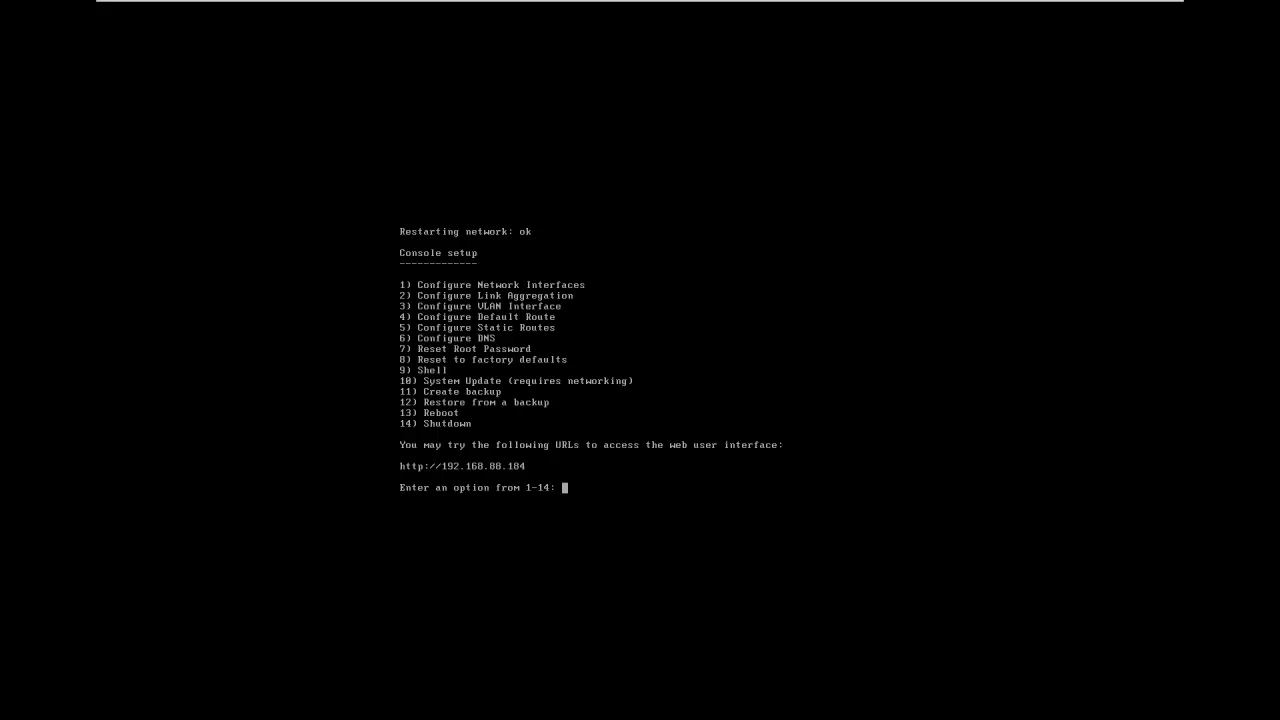 Restarting network: ok
Console setup
-------------
1) Configure Network Interfaces
2) Configure Link Aggregation
3) Configure VLAN Interface
4) Configure Default Route
5) Configure Static Routes
6) Configure DNS
7) Reset Root Password
8) Reset to factory defaults
9) Shell
10) System Update (requires networking)
11) Create backup
12) Restore from a backup
13) Reboot
14) Shutdown
You may try the following URLs to access the web user interface:
http://192.168.88.184
Enter an option from 1-14: